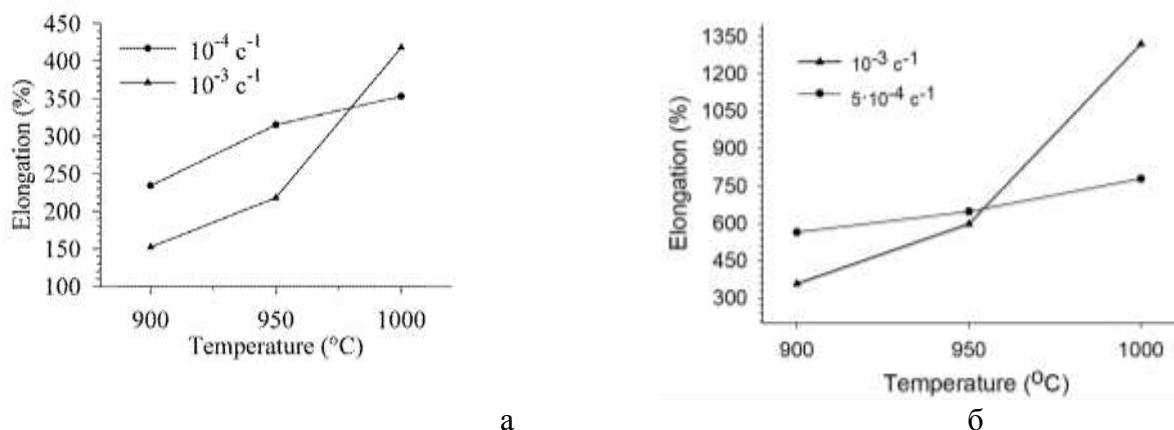 450
400
350
300
250
200
150
100
Elongation (%)
10⁻⁴ c⁻¹
10⁻³ c⁻¹
900 950 1000
Temperature (°C)
а
1350
1200
1050
900
750
600
450
300
Elongation (%)
10⁻³ c⁻¹
5·10⁻⁴ c⁻¹
900 950 1000
Temperature (⁰C)
б